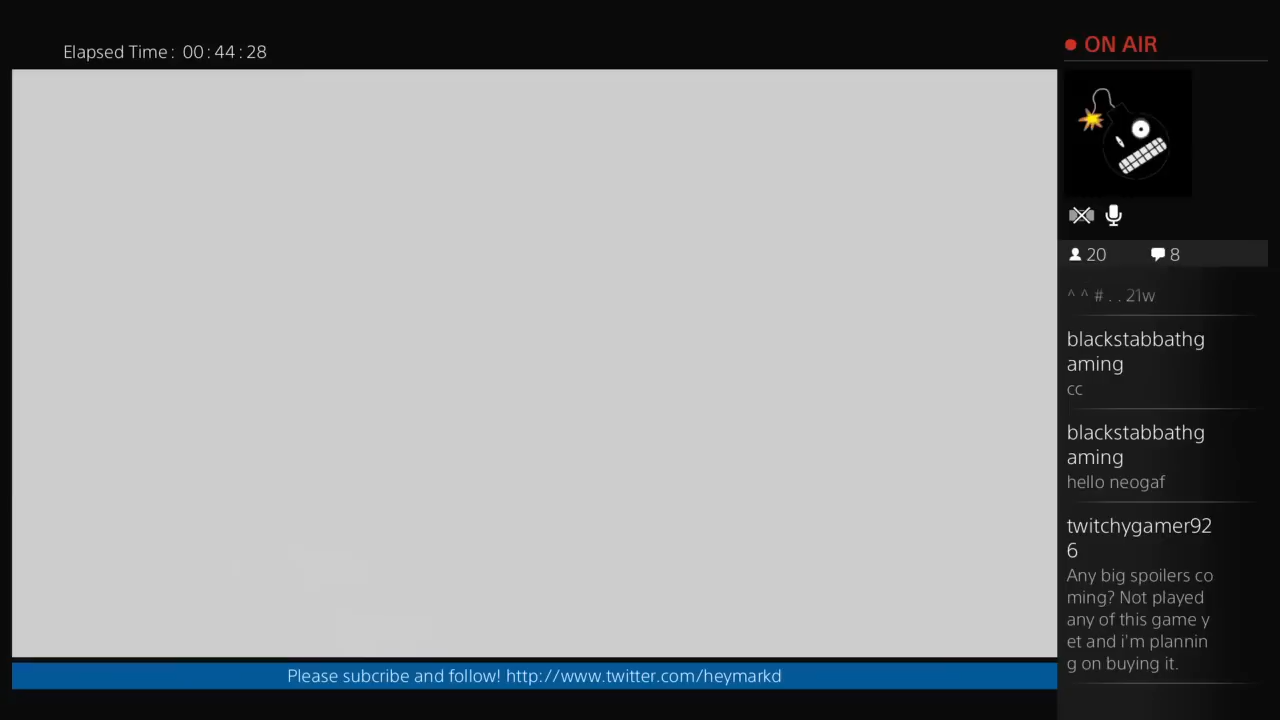 Elapsed Time: 00:44:28
ON AIR
20 8
^ ^ # . . 21w
blackstabbathg
aming
cc
blackstabbathg
aming
hello neogaf
twitchygamer92
6
Any big spoilers co
ming? Not played
any of this game y
et and i'm plannin
g on buying it.
Please subcribe and follow! http://www.twitter.com/heymarkd